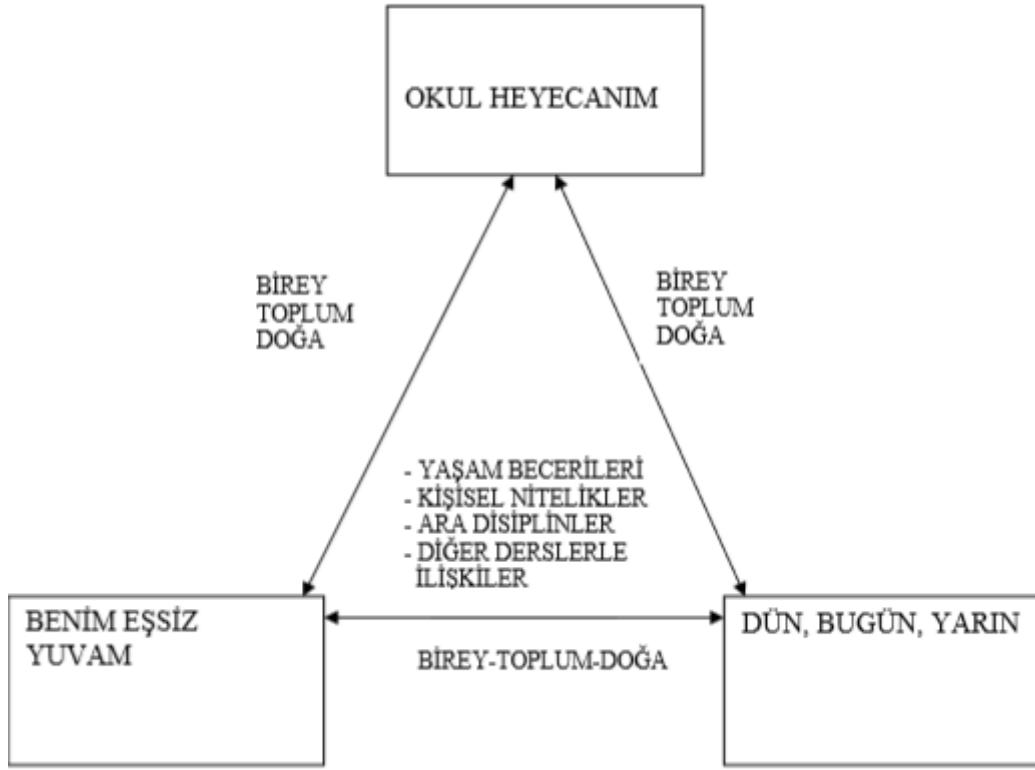 OKUL HEYECANIM
BİREY
TOPLUM
DOĞA
BİREY
TOPLUM
DOĞA
- YAŞAM BECERİLERİ
- KİŞİSEL NİTELİKLER
- ARA DİSİPLİNLER
- DİĞER DERSLERLE
İLİŞKİLER
BENİM EŞSİZ
YUVAM
DÜN, BUGÜN, YARIN
BİREY-TOPLUM-DOĞA